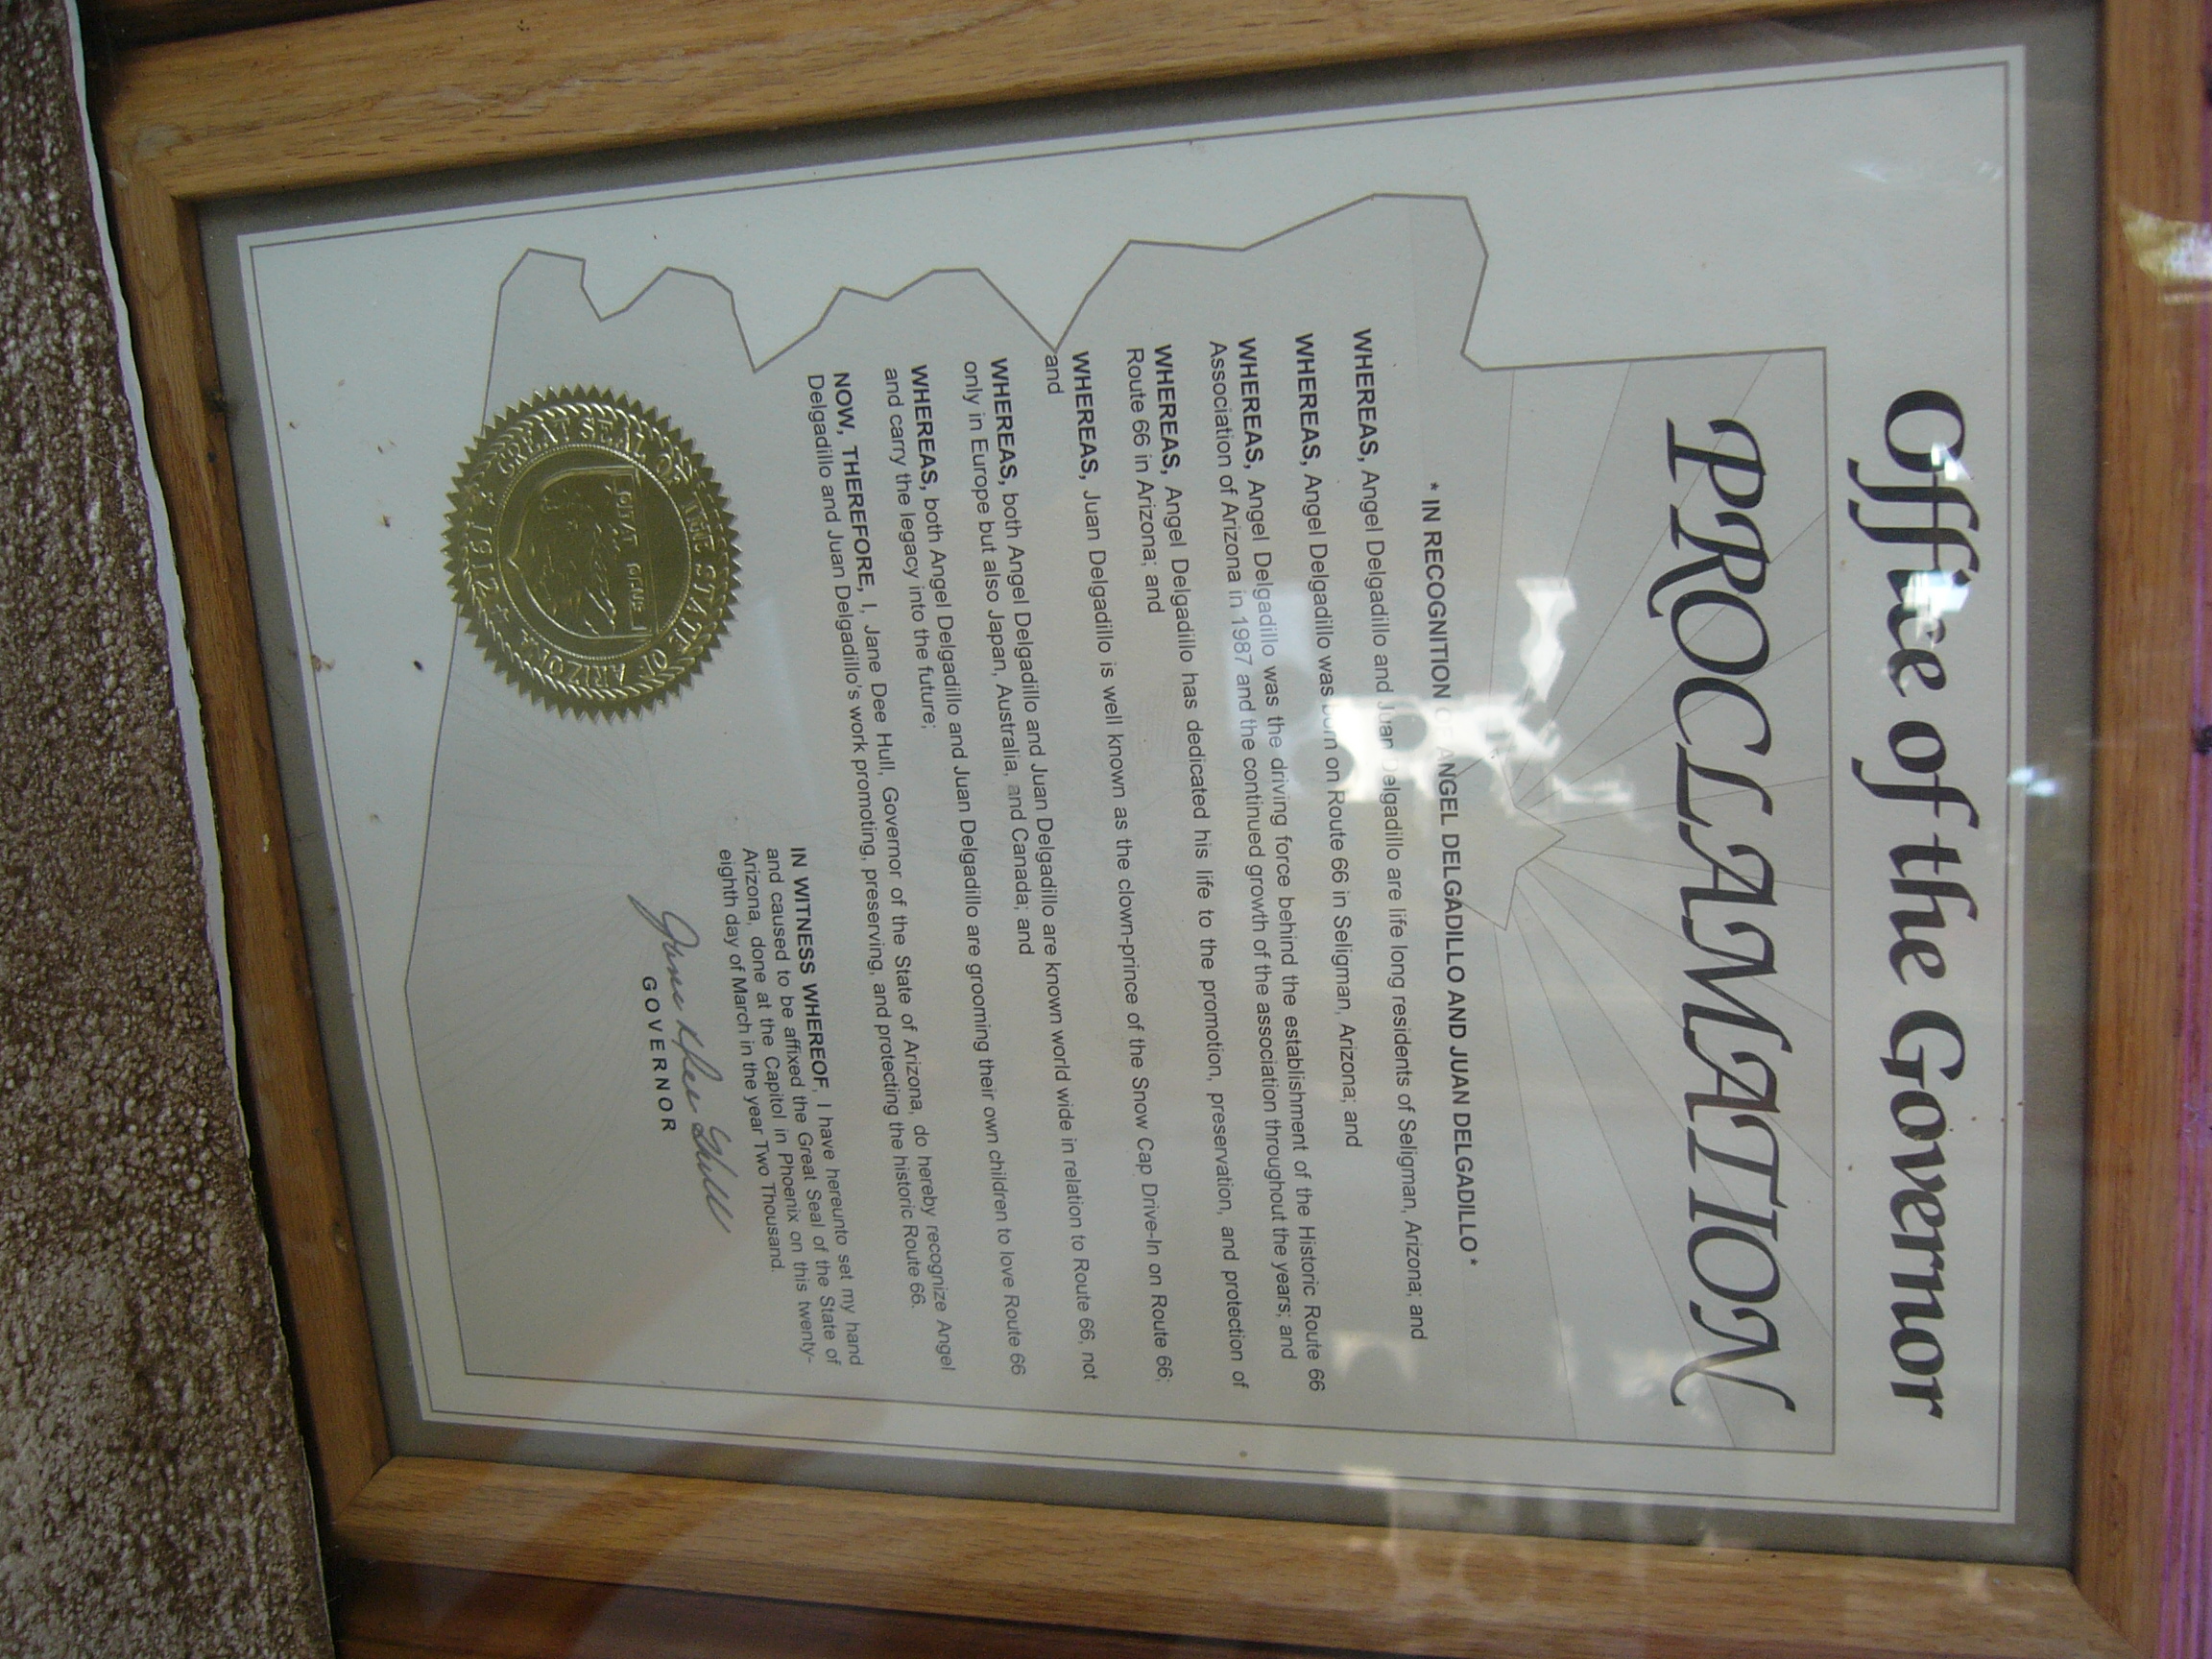 Office of the Governor
PROCLAMATION
* IN RECOGNITION OF ANGEL DELGADILLO AND JUAN DELGADILLO *
WHEREAS, Angel Delgadillo and Juan Delgadillo are life long residents of Seligman, Arizona; and
WHEREAS, Angel Delgadillo was born on Route 66 in Seligman, Arizona; and
WHEREAS, Angel Delgadillo was the driving force behind the establishment of the Historic Route 66
Association of Arizona in 1987 and the continued growth of the association throughout the years; and
WHEREAS, Angel Delgadillo has dedicated his life to the promotion, preservation, and protection of
Route 66 in Arizona; and
WHEREAS, Juan Delgadillo is well known as the clown-prince of the Snow Cap Drive-In on Route 66;
and
WHEREAS, both Angel Delgadillo and Juan Delgadillo are known world wide in relation to Route 66, not
only in Europe but also Japan, Australia, and Canada; and
WHEREAS, both Angel Delgadillo and Juan Delgadillo are grooming their own children to love Route 66
and carry the legacy into the future;
NOW, THEREFORE, I, Jane Dee Hull, Governor of the State of Arizona, do hereby recognize Angel
Delgadillo and Juan Delgadillo's work promoting, preserving, and protecting the historic Route 66.
IN WITNESS WHEREOF, I have hereunto set my hand
and caused to be affixed the Great Seal of the State of
Arizona, done at the Capitol in Phoenix on this twenty-
eighth day of March in the year Two Thousand.
Jane Dee Hull
GOVERNOR
GREAT SEAL OF THE STATE OF ARIZONA
DITAT DEUS
1912